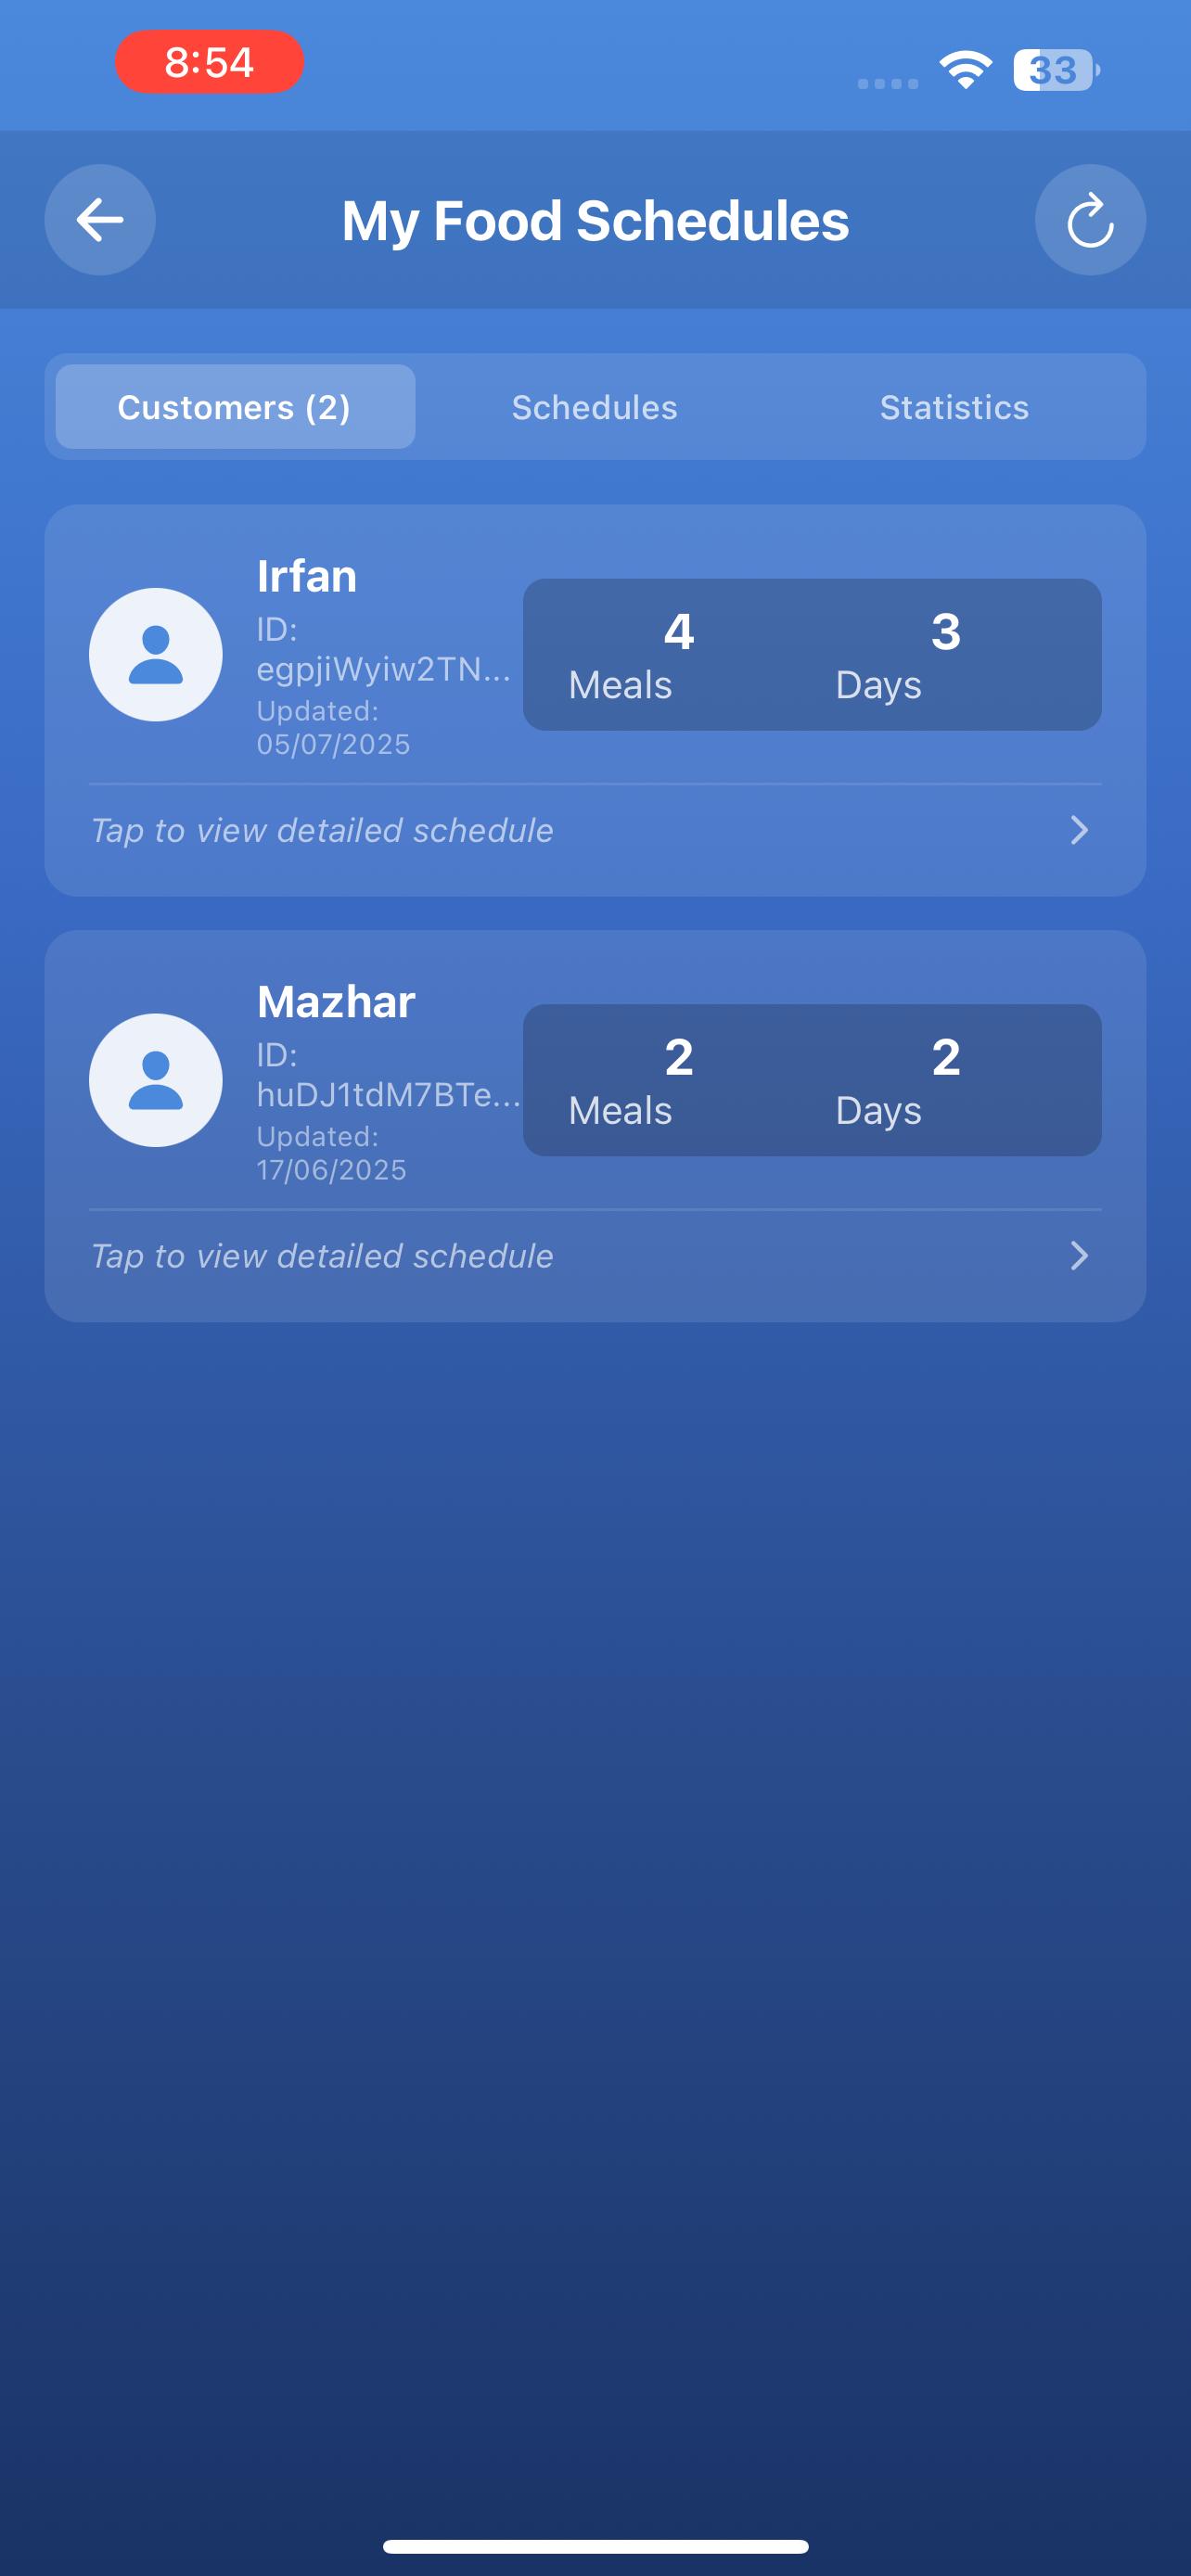 8:54
33
My Food Schedules
Customers (2)
Schedules
Statistics
Irfan
ID:
egpjiWyiw2TN...
Updated:
05/07/2025
4
Meals
3
Days
Tap to view detailed schedule
Mazhar
ID:
huDJ1tdM7BTe...
Updated:
17/06/2025
2
Meals
2
Days
Tap to view detailed schedule